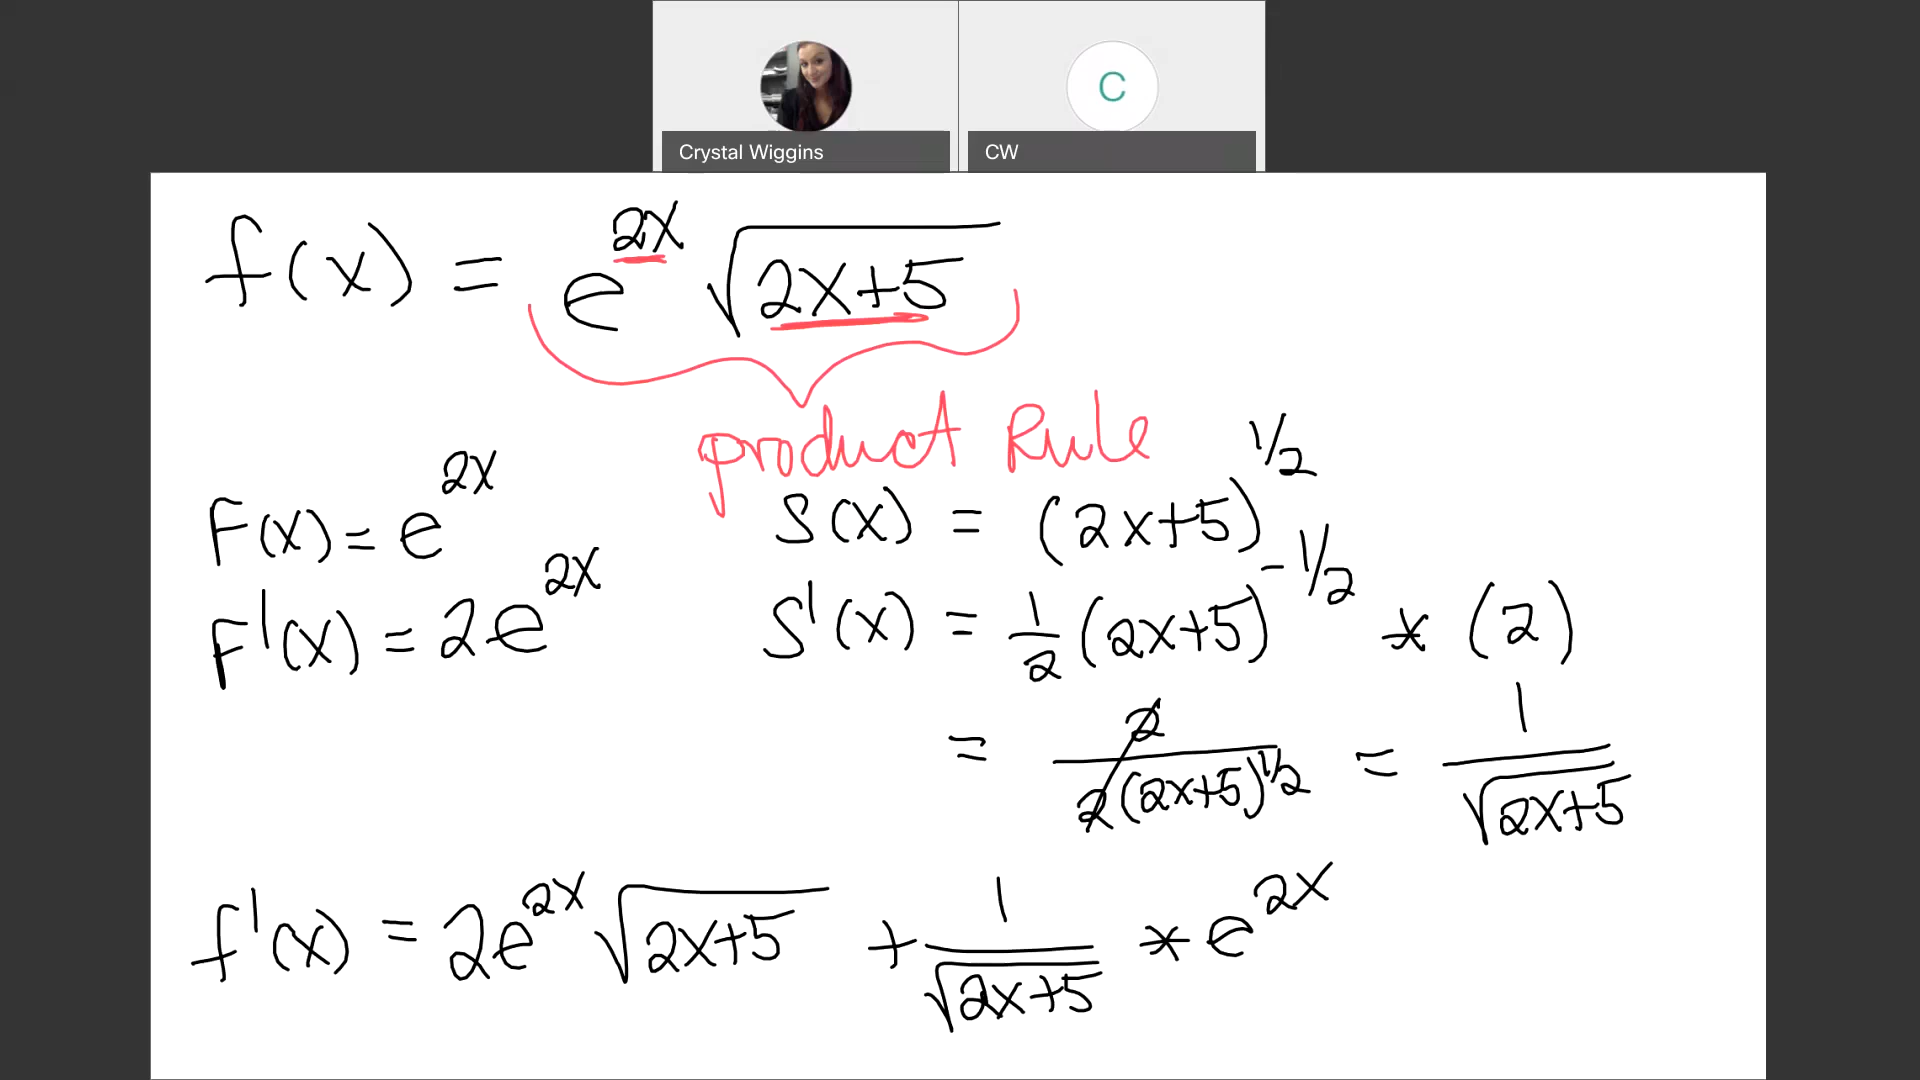 Crystal Wiggins
C
CW
f(x) = e^{2x} √(2x+5)
product Rule
F(x) = e^{2x}
S(x) = (2x+5)^{1/2}
F'(x) = 2e^{2x}
S'(x) = 1/2 (2x+5)^{-1/2} * (2)
= 2/(2(2x+5)^{1/2}) = 1/√(2x+5)
f'(x) = 2e^{2x} √(2x+5) + 1/√(2x+5) * e^{2x}